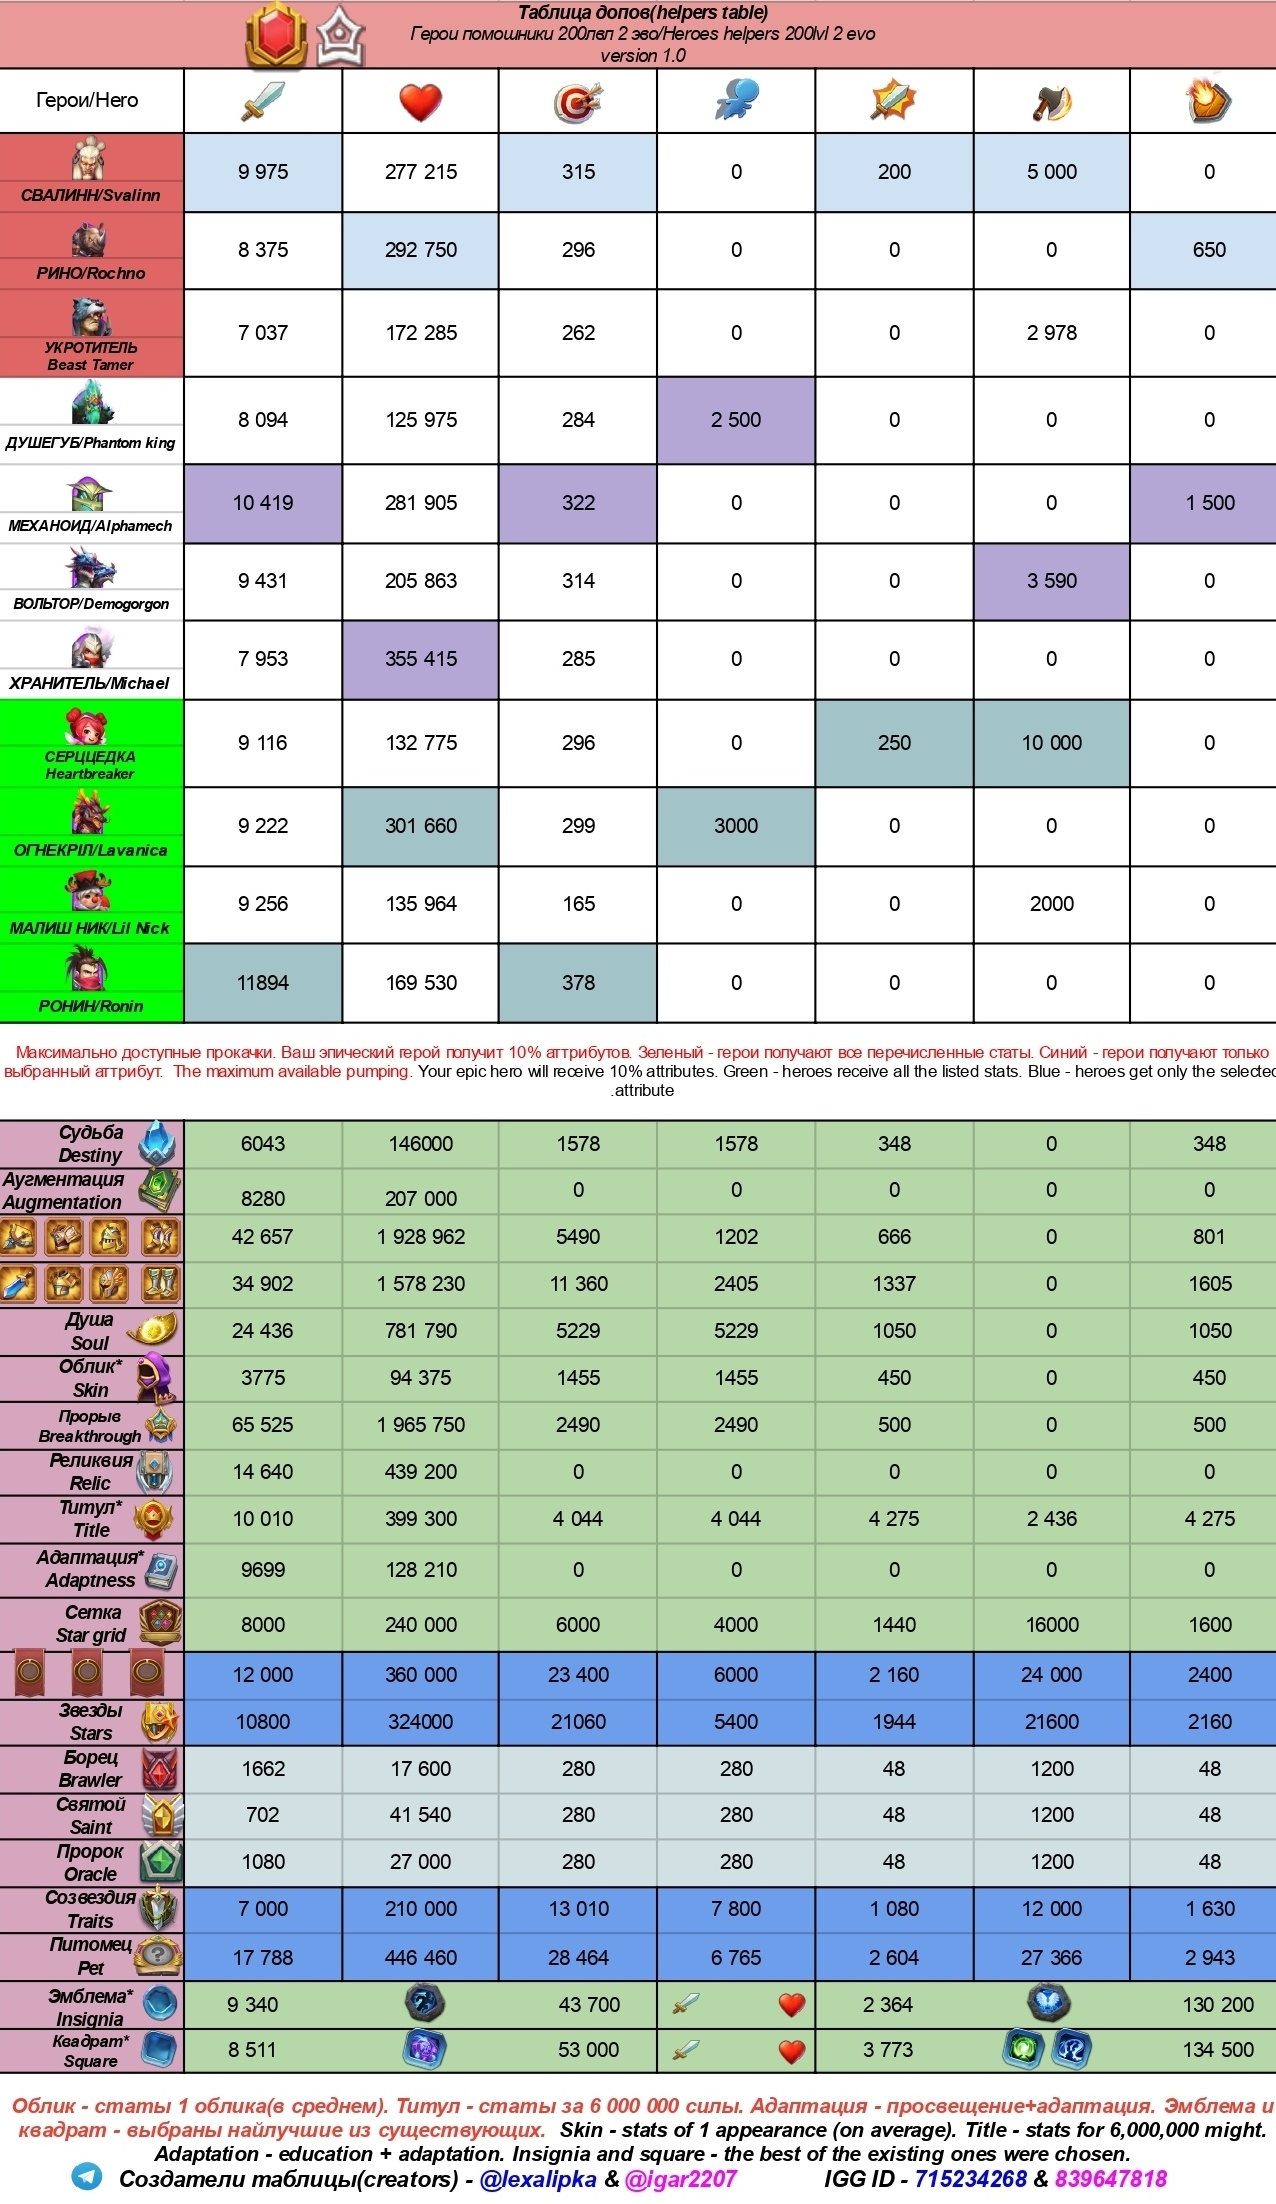 Таблица допов(helpers table)
Герои помошники 200лвл 2 эво/Heroes helpers 200lvl 2 evo
version 1.0
Герои/Hero
СВАЛИНН/Svalinn 9 975 277 215 315 0 200 5 000 0
РИНО/Rochno 8 375 292 750 296 0 0 0 650
УКРОТИТЕЛЬ
Beast Tamer 7 037 172 285 262 0 0 2 978 0
ДУШЕГУБ/Phantom king 8 094 125 975 284 2 500 0 0 0
МЕХАНОИД/Alphamech 10 419 281 905 322 0 0 0 1 500
ВОЛЬТОР/Demogorgon 9 431 205 863 314 0 0 3 590 0
ХРАНИТЕЛЬ/Michael 7 953 355 415 285 0 0 0 0
СЕРЦЦЕДКА
Heartbreaker 9 116 132 775 296 0 250 10 000 0
ОГНЕКРІЛ/Lavanica 9 222 301 660 299 3000 0 0 0
МАЛИШ НИК/Lil Nick 9 256 135 964 165 0 0 2000 0
РОНИН/Ronin 11894 169 530 378 0 0 0 0
Максимально доступные прокачки. Ваш эпический герой получит 10% аттрибутов. Зеленый - герои получают все перечисленные статы. Синий - герои получают только
выбранный аттрибут. The maximum available pumping. Your epic hero will receive 10% attributes. Green - heroes receive all the listed stats. Blue - heroes get only the selected
.attribute
Судьба
Destiny 6043 146000 1578 1578 348 0 348
Аугментация
Augmentation 8280 207 000 0 0 0 0 0
42 657 1 928 962 5490 1202 666 0 801
34 902 1 578 230 11 360 2405 1337 0 1605
Душа
Soul 24 436 781 790 5229 5229 1050 0 1050
Облик*
Skin 3775 94 375 1455 1455 450 0 450
Прорыв
Breakthrough 65 525 1 965 750 2490 2490 500 0 500
Реликвия
Relic 14 640 439 200 0 0 0 0 0
Титул*
Title 10 010 399 300 4 044 4 044 4 275 2 436 4 275
Адаптация*
Adaptness 9699 128 210 0 0 0 0 0
Сетка
Star grid 8000 240 000 6000 4000 1440 16000 1600
12 000 360 000 23 400 6000 2 160 24 000 2400
Звезды
Stars 10800 324000 21060 5400 1944 21600 2160
Борец
Brawler 1662 17 600 280 280 48 1200 48
Святой
Saint 702 41 540 280 280 48 1200 48
Пророк
Oracle 1080 27 000 280 280 48 1200 48
Созвездия
Traits 7 000 210 000 13 010 7 800 1 080 12 000 1 630
Питомец
Pet 17 788 446 460 28 464 6 765 2 604 27 366 2 943
Эмблема*
Insignia 9 340 43 700 2 364 130 200
Квадрат*
Square 8 511 53 000 3 773 134 500
Облик - статы 1 облика(в среднем). Титул - статы за 6 000 000 силы. Адаптация - просвещение+адаптация. Эмблема и
квадрат - выбраны найлучшие из существующих. Skin - stats of 1 appearance (on average). Title - stats for 6,000,000 might.
Adaptation - education + adaptation. Insignia and square - the best of the existing ones were chosen.
Создатели таблицы(creators) - @lexalipka & @igar2207 IGG ID - 715234268 & 839647818